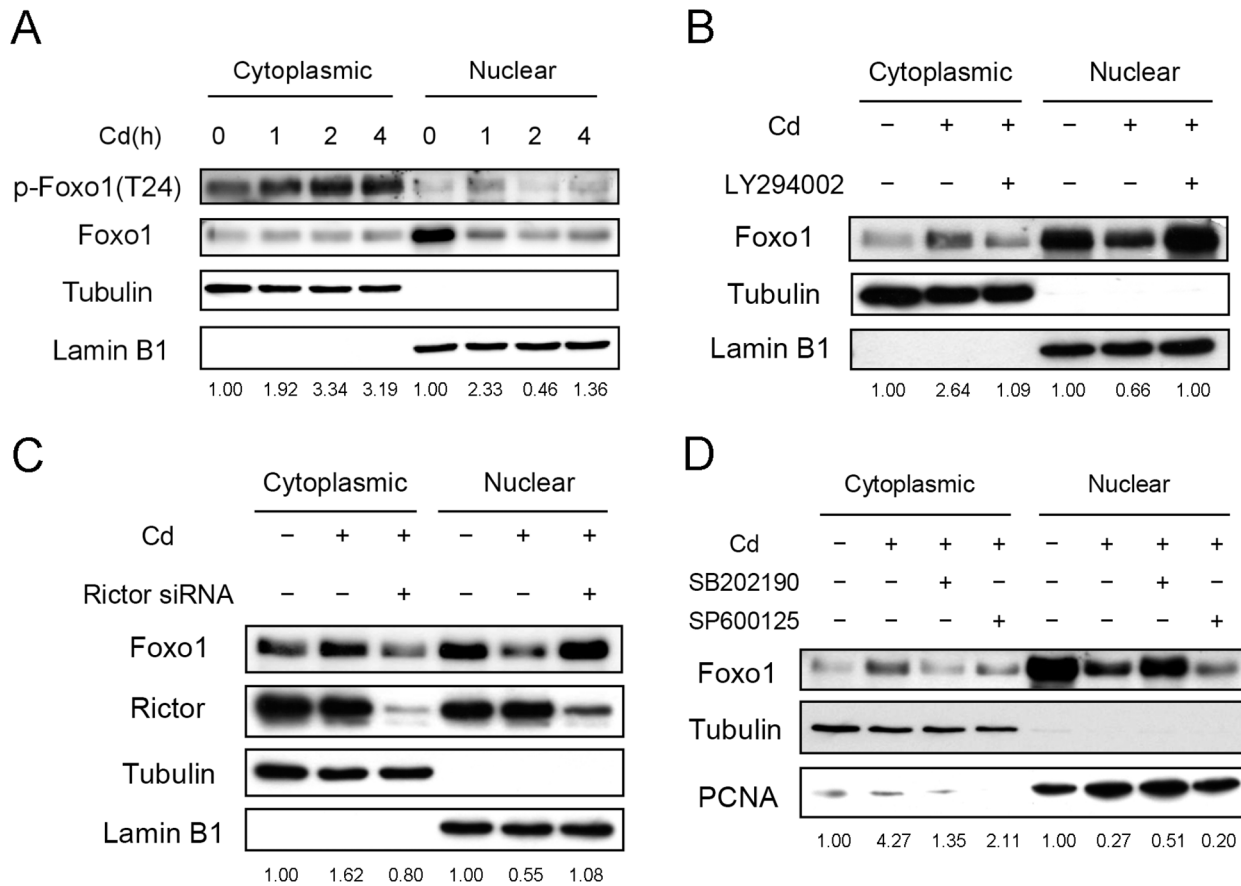 A
Cytoplasmic Nuclear
Cd(h) 0 1 2 4 0 1 2 4
p-Foxo1(T24)
Foxo1
Tubulin
Lamin B1
1.00 1.92 3.34 3.19 1.00 2.33 0.46 1.36
B
Cytoplasmic Nuclear
Cd − + + − + +
LY294002 − − + − − +
Foxo1
Tubulin
Lamin B1
1.00 2.64 1.09 1.00 0.66 1.00
C
Cytoplasmic Nuclear
Cd − + + − + +
Rictor siRNA − − + − − +
Foxo1
Rictor
Tubulin
Lamin B1
1.00 1.62 0.80 1.00 0.55 1.08
D
Cytoplasmic Nuclear
Cd − + + + − + + +
SB202190 − − + − − − + −
SP600125 − − − + − − − +
Foxo1
Tubulin
PCNA
1.00 4.27 1.35 2.11 1.00 0.27 0.51 0.20